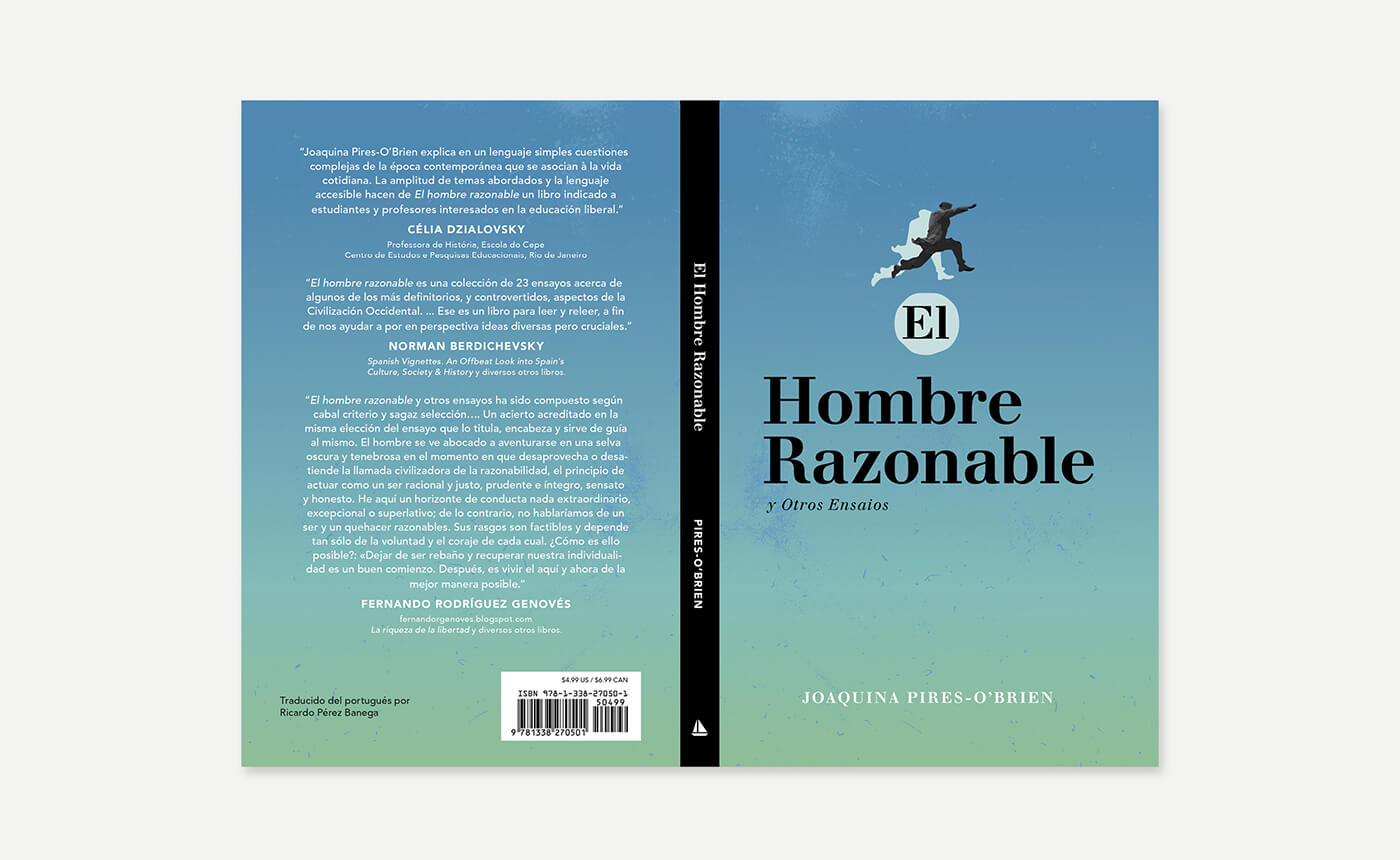 “Joaquina Pires-O’Brien explica en un lenguaje simples cuestiones
complejas de la época contemporánea que se asocian à la vida
cotidiana. La amplitud de temas abordados y la lenguaje
accesible hacen de El hombre razonable un libro indicado a
estudiantes y profesores interesados en la educación liberal.”
CÉLIA DZIALOVSKY
Professora de História, Escola do Cepe
Centro de Estudos e Pesquisas Educacionais, Rio de Janeiro
“El hombre razonable es una colección de 23 ensayos acerca de
algunos de los más definitorios, y controvertidos, aspectos de la
Civilización Occidental. ... Ese es un libro para leer y releer, a fin
de nos ayudar a por en perspectiva ideas diversas pero cruciales.”
NORMAN BERDICHEVSKY
Spanish Vignettes. An Offbeat Look into Spain's
Culture, Society & History y diversos otros libros.
“El hombre razonable y otros ensayos ha sido compuesto según
cabal criterio y sagaz selección.... Un acierto acreditado en la
misma elección del ensayo que lo titula, encabeza y sirve de guía
al mismo. El hombre se ve abocado a aventurarse en una selva
oscura y tenebrosa en el momento en que desaprovecha o desa-
tiende la llamada civilizadora de la razonabilidad, el principio de
actuar como un ser racional y justo, prudente e íntegro, sensato
y honesto. He aquí un horizonte de conducta nada extraordinario,
excepcional o superlativo; de lo contrario, no hablaríamos de un
ser y un quehacer razonables. Sus rasgos son factibles y depende
tan sólo de la voluntad y el coraje de cada cual. ¿Cómo es ello
posible?: «Dejar de ser rebaño y recuperar nuestra individuali-
dad es un buen comienzo. Después, es vivir el aquí y ahora de la
mejor manera posible.”
FERNANDO RODRÍGUEZ GENOVÉS
fernandorgenoves.blogspot.com
La riqueza de la libertad y diversos otros libros.
Traducido del portugués por
Ricardo Pérez Banega
$4.99 US / $6.99 CAN
ISBN 978-1-338-27050-1
50499
9 781338 270501
El Hombre Razonable
PIRES-O’BRIEN
El
Hombre
Razonable
y Otros Ensaios
JOAQUINA PIRES-O’BRIEN